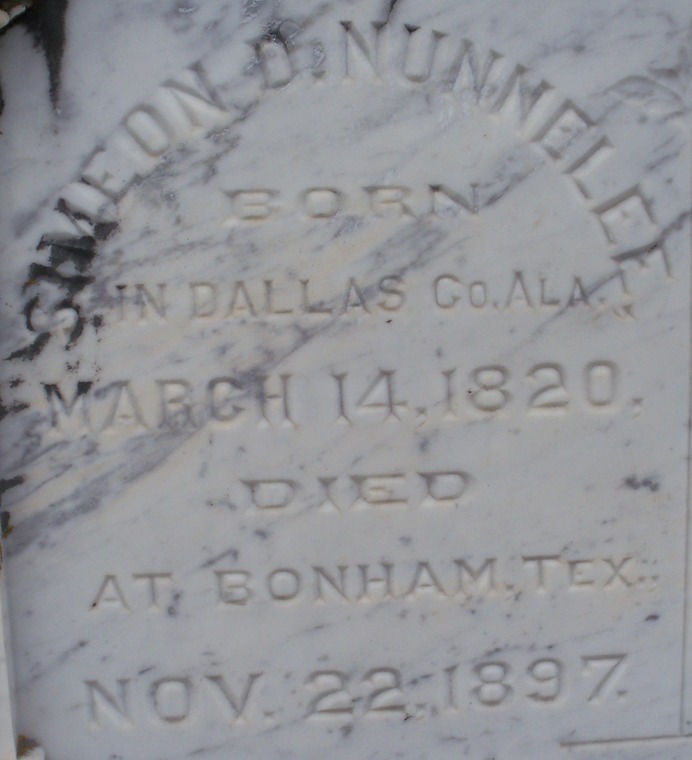 SIMEON D. NUNNELEE
BORN
IN DALLAS CO. ALA.
MARCH 14, 1820,
DIED
AT BONHAM, TEX.
NOV. 22, 1897.